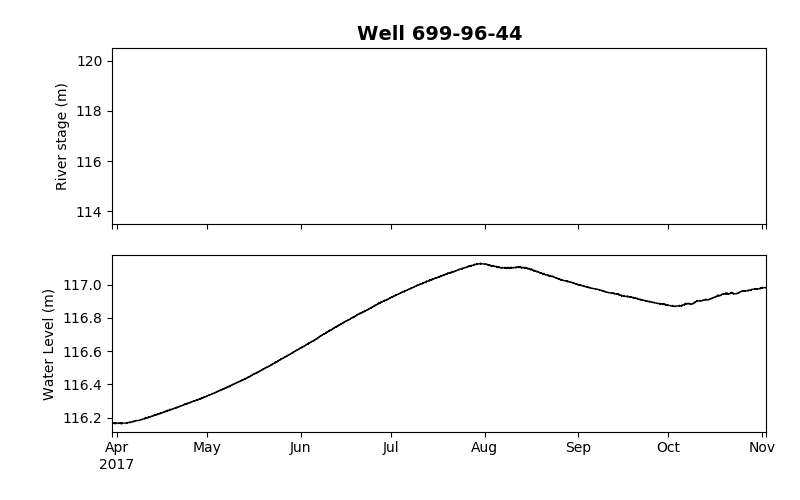 Well 699-96-44
120
118
116
114
River stage (m)
117.0
116.8
116.6
116.4
116.2
Water Level (m)
Apr May Jun Jul Aug Sep Oct Nov
2017